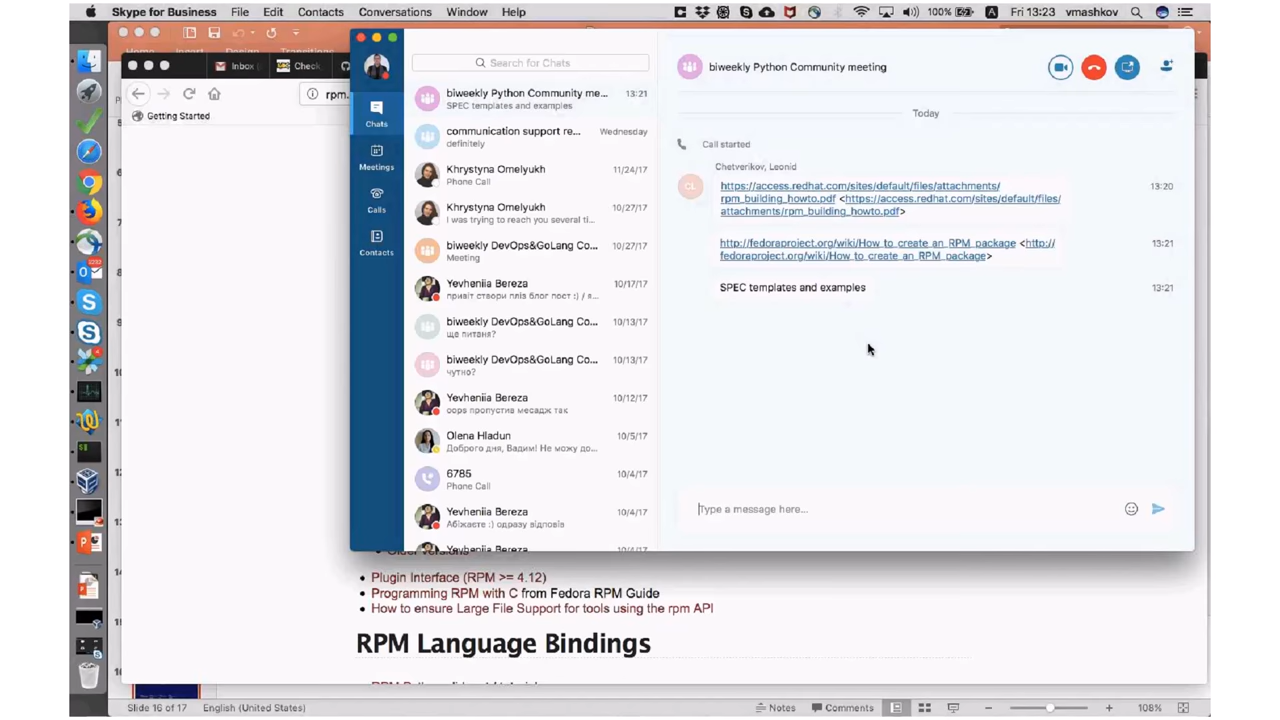 Skype for Business File Edit Contacts Conversations Window Help 100% Fri 13:23 vmashkov
Inbox Check
rpm.
Getting Started
Search for Chats
Chats
Meetings
Calls
Contacts
biweekly Python Community me... 13:21
SPEC templates and examples
communication support re... Wednesday
definitely
Khrystyna Omelyukh 11/24/17
Phone Call
Khrystyna Omelyukh 10/27/17
I was trying to reach you several ti...
biweekly DevOps&GoLang Co... 10/27/17
Meeting
Yevheniia Bereza 10/17/17
привіт створи пліз блог пост :) / я...
biweekly DevOps&GoLang Co... 10/13/17
ще питаня?
biweekly DevOps&GoLang Co... 10/13/17
чутно?
Yevheniia Bereza 10/12/17
оорs пропустив месадж так
Olena Hladun 10/5/17
Доброго дня, Вадим! Не можу до...
6785 10/4/17
Phone Call
Yevheniia Bereza 10/4/17
Абіжаєте :) одразу відповів
Yevheniia Bereza 10/4/17
biweekly Python Community meeting
Today
Call started
Chetverikov, Leonid
CL
https://access.redhat.com/sites/default/files/attachments/ 13:20
rpm_building_howto.pdf <https://access.redhat.com/sites/default/files/
attachments/rpm_building_howto.pdf>
http://fedoraproject.org/wiki/How_to_create_an_RPM_package <http:// 13:21
fedoraproject.org/wiki/How_to_create_an_RPM_package>
SPEC templates and examples 13:21
Type a message here...
Older versions
Plugin Interface (RPM >= 4.12)
Programming RPM with C from Fedora RPM Guide
How to ensure Large File Support for tools using the rpm API
RPM Language Bindings
Slide 16 of 17 English (United States) Notes Comments 108%